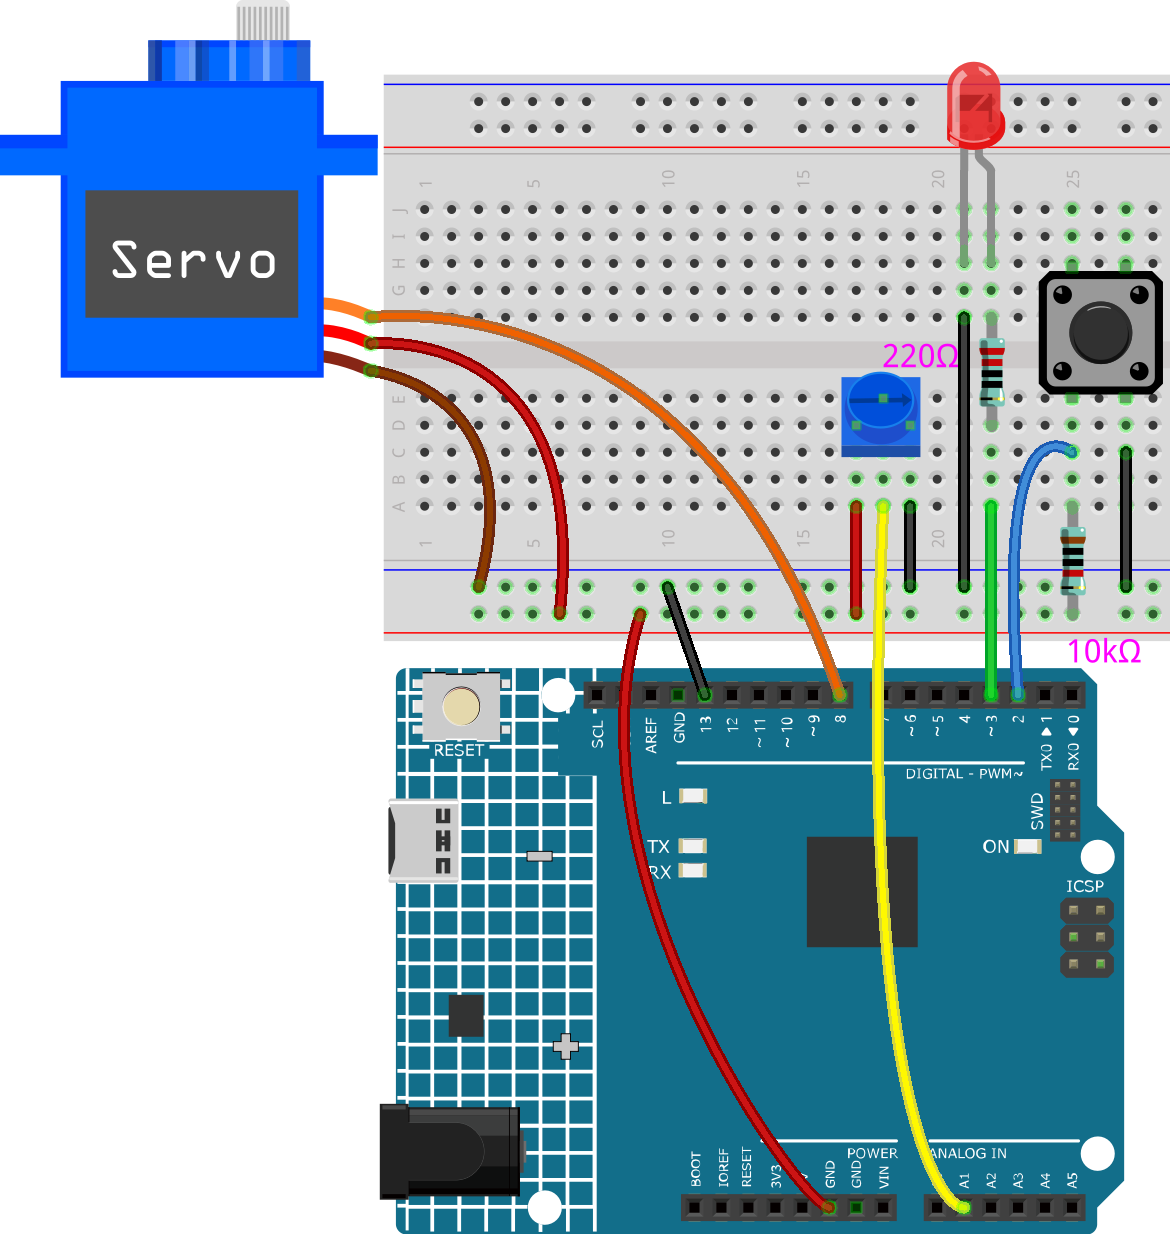 1 5 10 15 20 25
J
I
H
G
Servo
220Ω
E
D
C
B
A
1 5 10 15 20
10kΩ
RESET
SCL AREF GND 13 12 ~11 ~10 ~9 8 7 ~6 ~5 4 ~3 2 TX0▶1 RX0◀0
DIGITAL - PWM~
L
TX
RX
SWD
ON
ICSP
POWER ANALOG IN
BOOT IOREF RESET 3V3 GND GND VIN A1 A2 A3 A4 A5